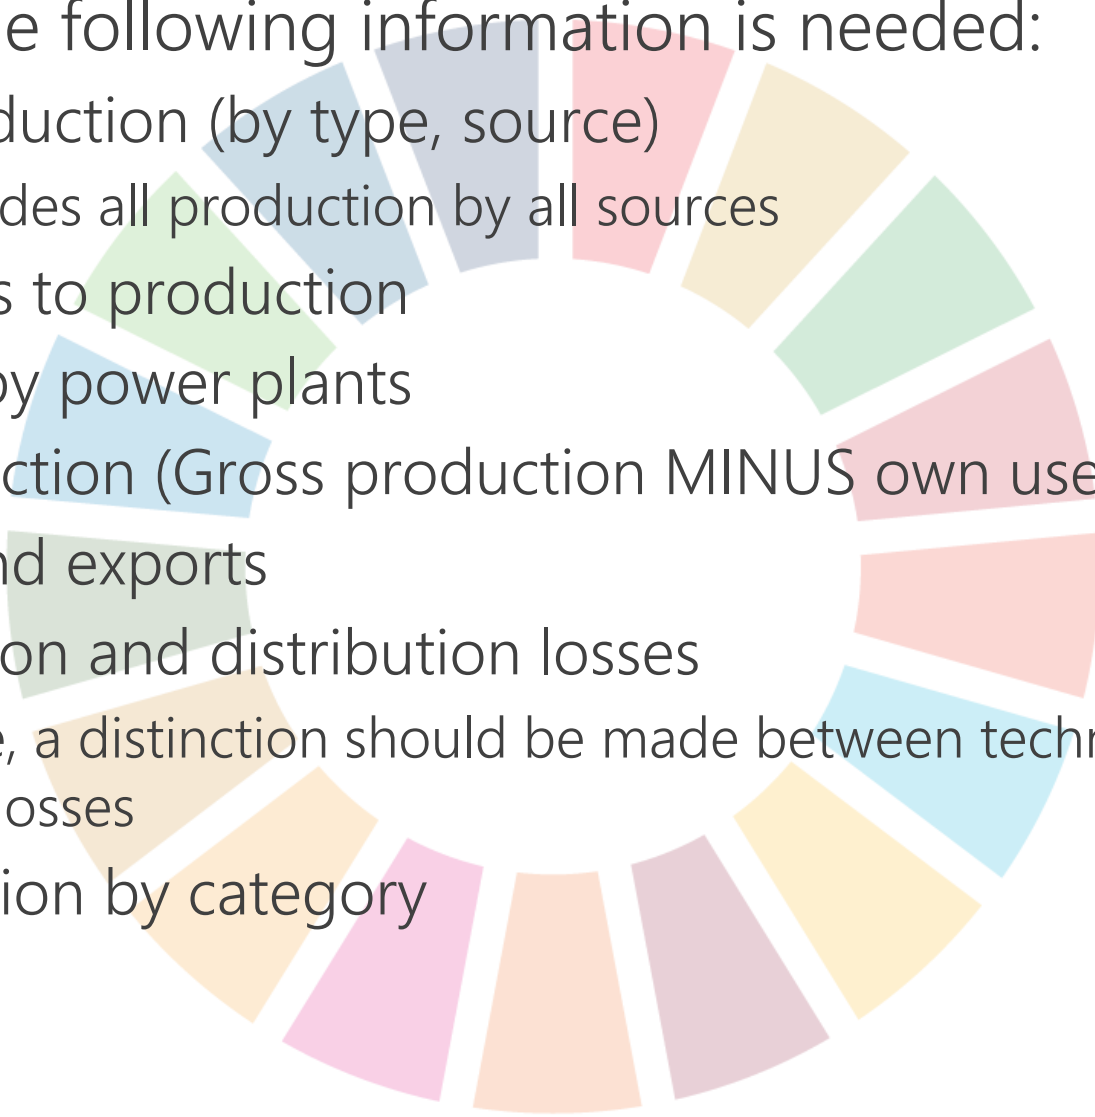 e following information is needed:
duction (by type, source)
des all production by all sources
s to production
by power plants
ction (Gross production MINUS own use
nd exports
on and distribution losses
e, a distinction should be made between techn
osses
ion by category